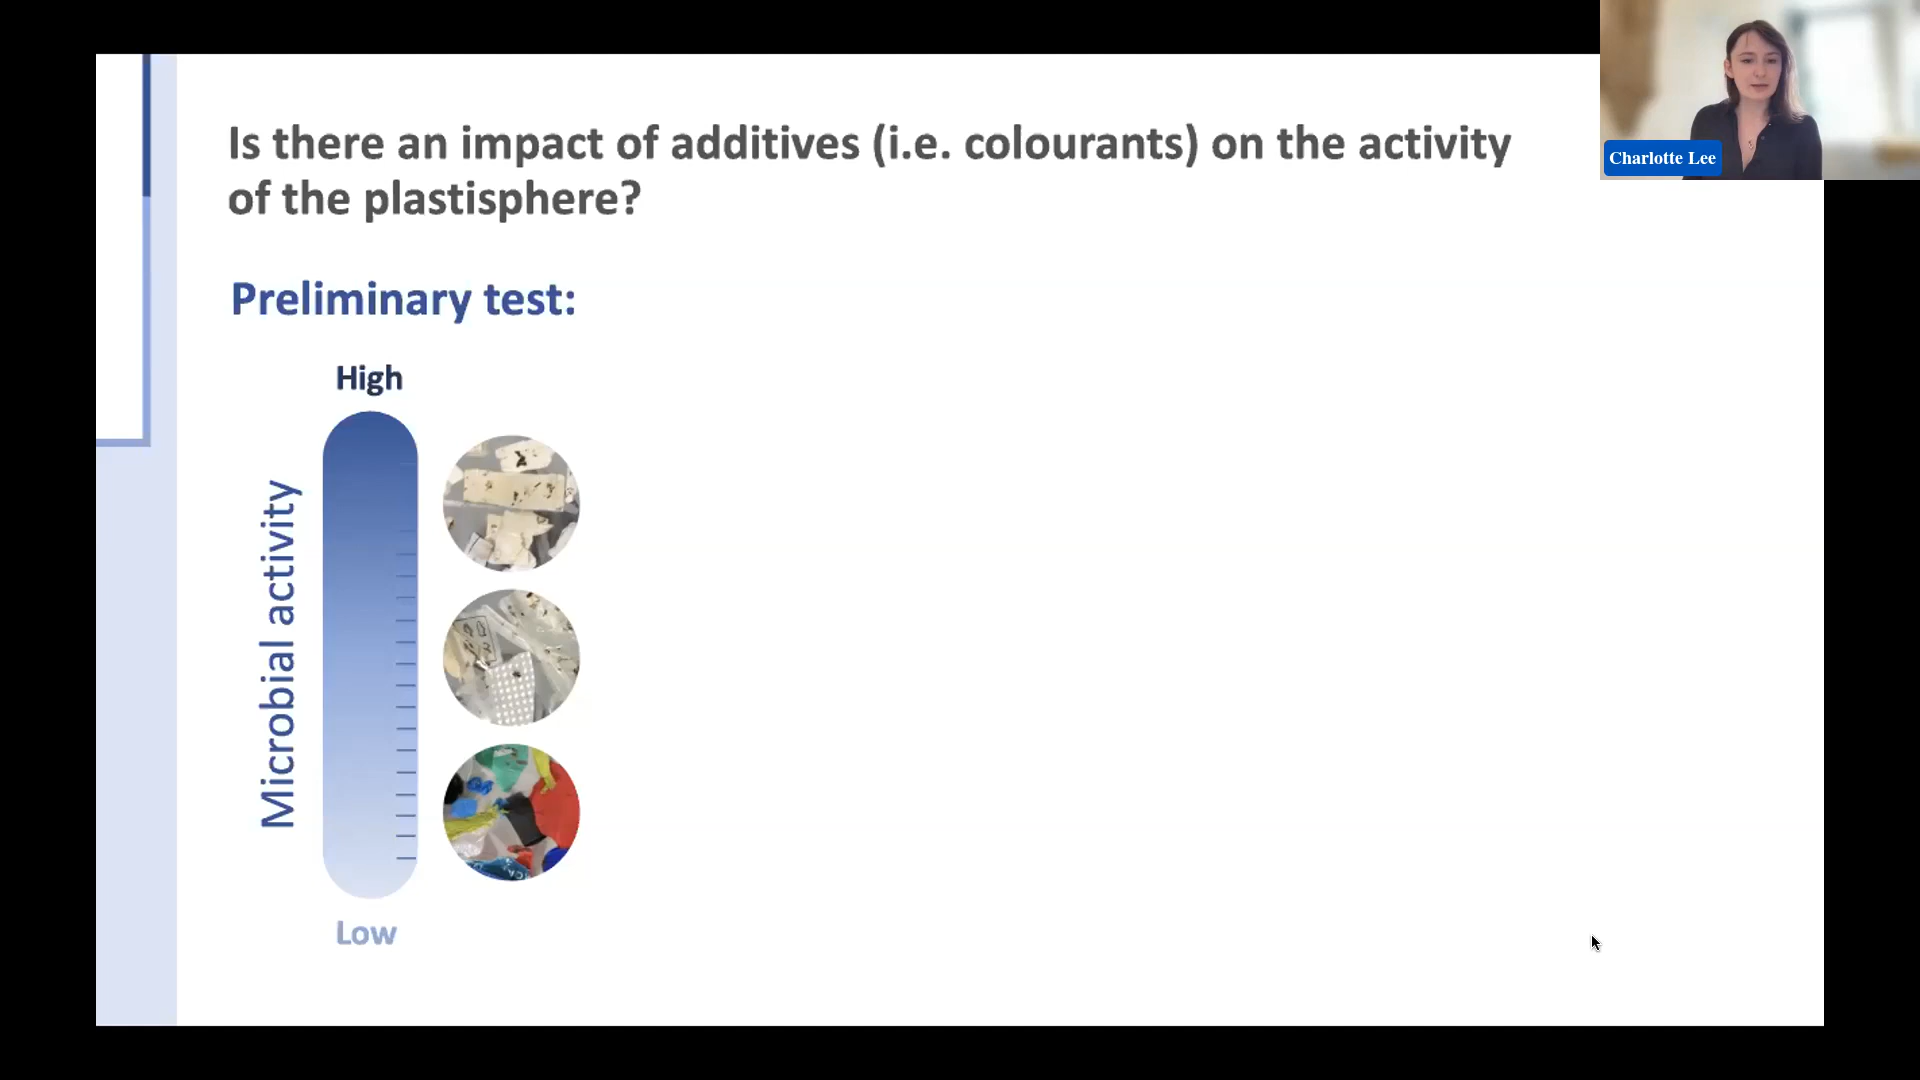 Is there an impact of additives (i.e. colourants) on the activity
of the plastisphere?
Charlotte Lee
Preliminary test:
High
Microbial activity
Low